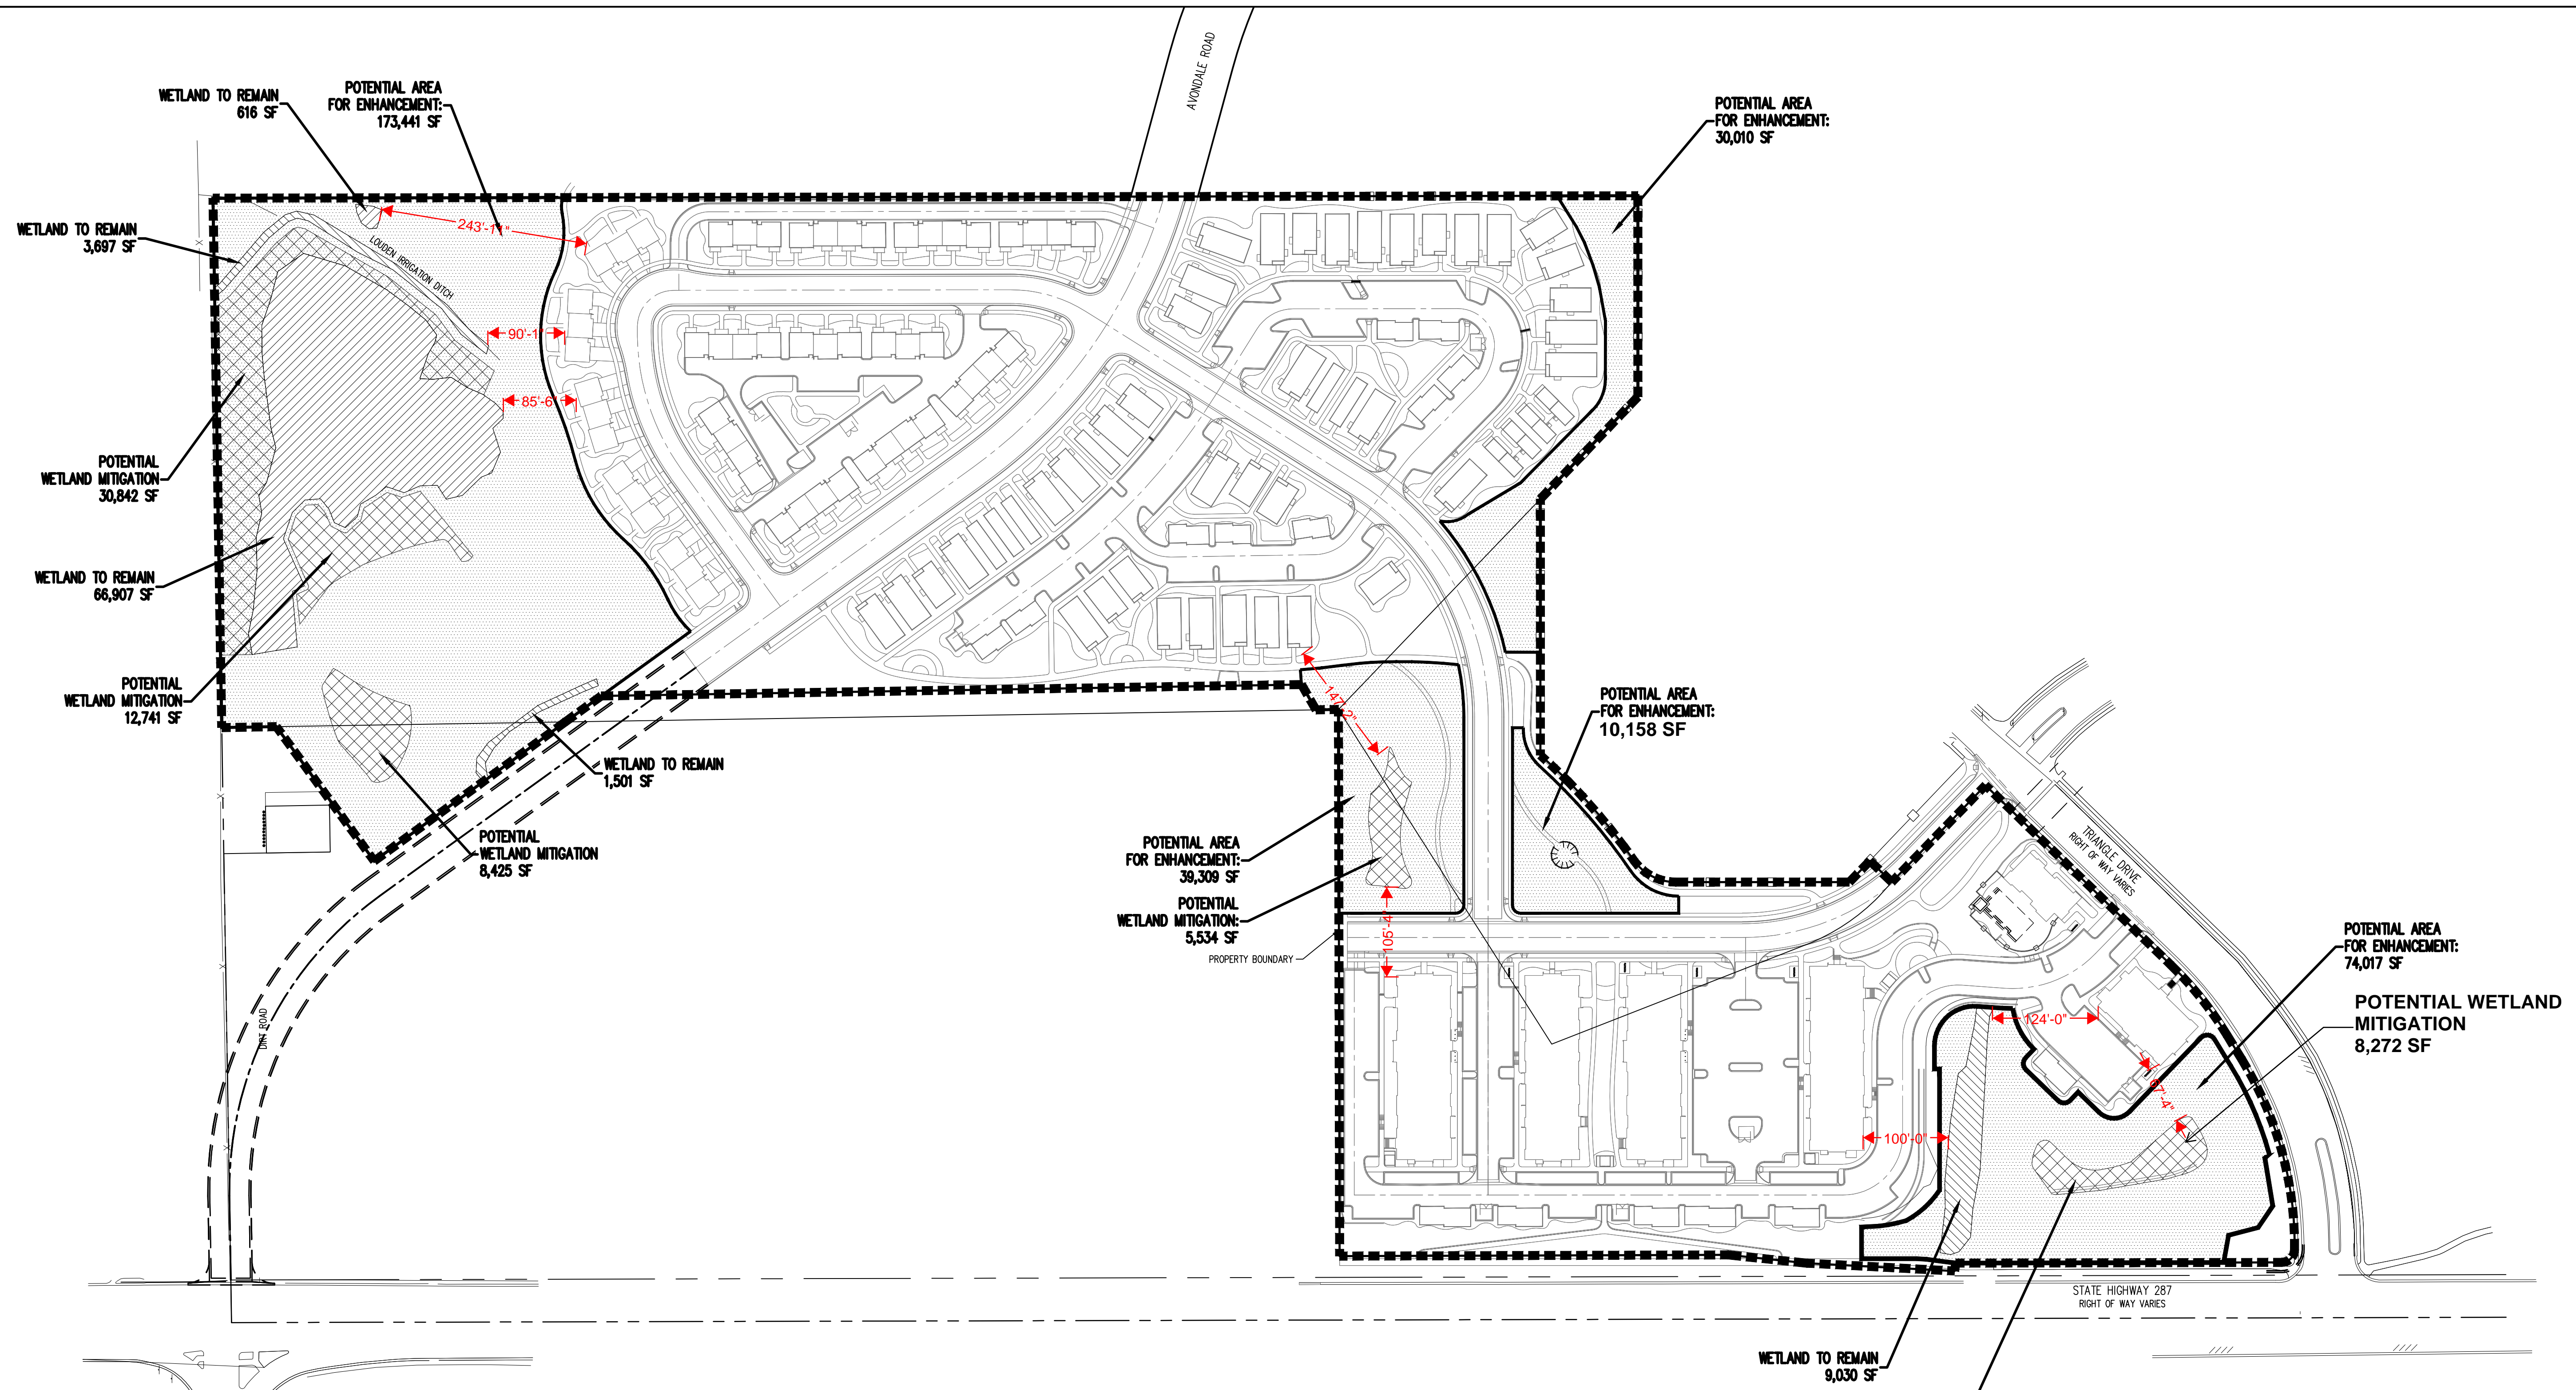 AVONDALE ROAD
WETLAND TO REMAIN
616 SF
POTENTIAL AREA
FOR ENHANCEMENT:
173,441 SF
POTENTIAL AREA
FOR ENHANCEMENT:
30,010 SF
WETLAND TO REMAIN
3,697 SF
LOUDEN IRRIGATION DITCH
243'-11"
90'-1"
85'-6"
POTENTIAL
WETLAND MITIGATION
30,842 SF
WETLAND TO REMAIN
66,907 SF
POTENTIAL
WETLAND MITIGATION
12,741 SF
WETLAND TO REMAIN
1,501 SF
POTENTIAL
WETLAND MITIGATION
8,425 SF
147'-2"
POTENTIAL AREA
FOR ENHANCEMENT:
10,158 SF
POTENTIAL AREA
FOR ENHANCEMENT:
39,309 SF
POTENTIAL
WETLAND MITIGATION:
5,534 SF
105'-4"
PROPERTY BOUNDARY
TRIANGLE DRIVE
RIGHT OF WAY VARIES
POTENTIAL AREA
FOR ENHANCEMENT:
74,017 SF
POTENTIAL WETLAND
MITIGATION
8,272 SF
124'-0"
67'-4"
100'-0"
DIRT ROAD
STATE HIGHWAY 287
RIGHT OF WAY VARIES
WETLAND TO REMAIN
9,030 SF